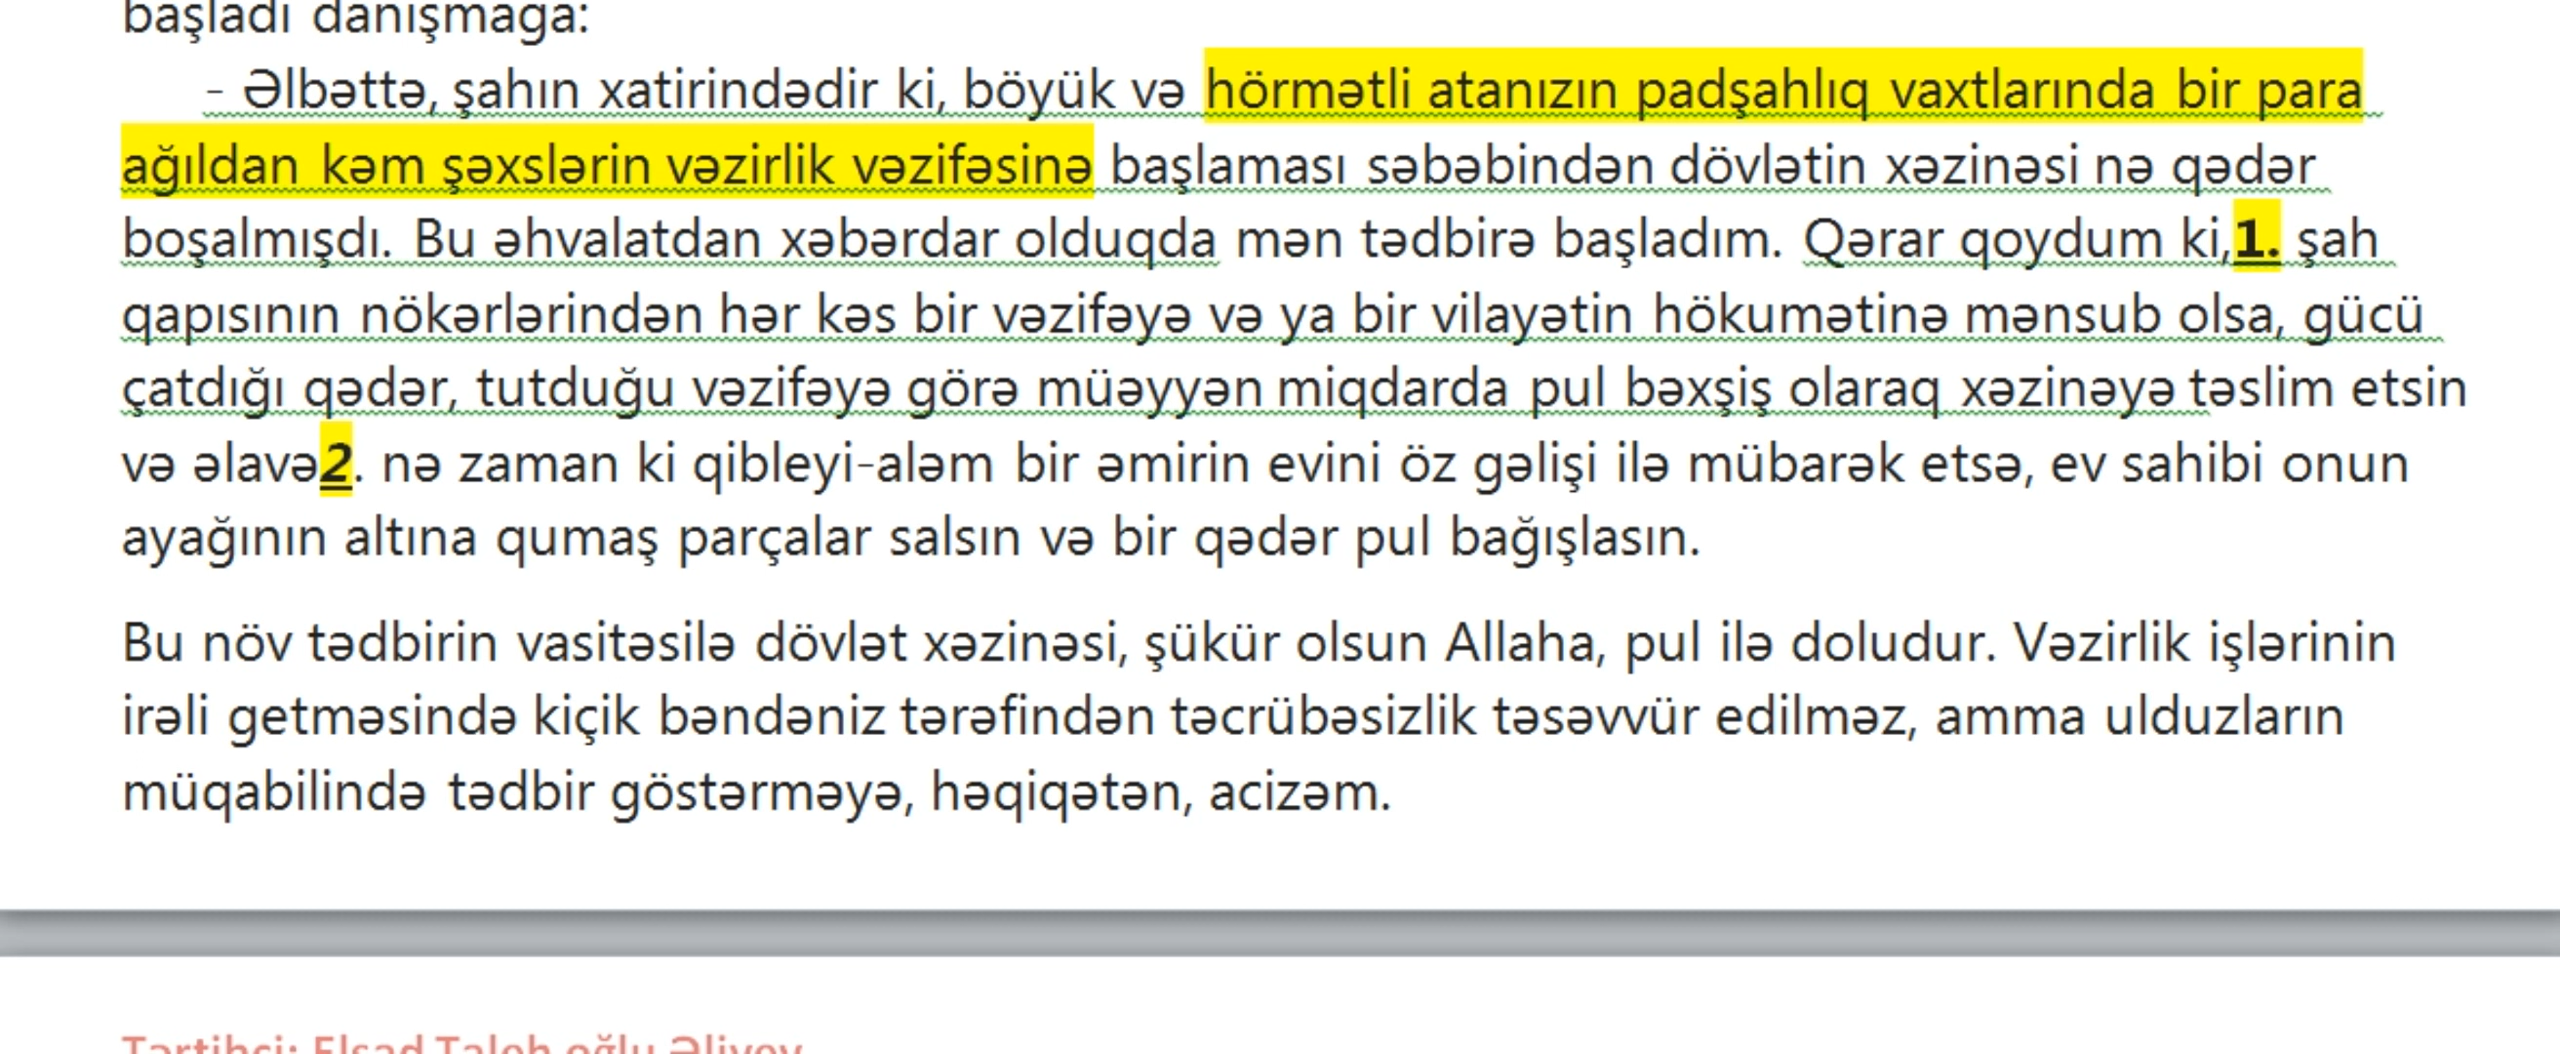 başladı danışmağa:
- Əlbəttə, şahın xatirindədir ki, böyük və hörmətli atanızın padşahlıq vaxtlarında bir para
ağıldan kəm şəxslərin vəzirlik vəzifəsinə başlaması səbəbindən dövlətin xəzinəsi nə qədər
boşalmışdı. Bu əhvalatdan xəbərdar olduqda mən tədbirə başladım. Qərar qoydum ki,1. şah
qapısının nökərlərindən hər kəs bir vəzifəyə və ya bir vilayətin hökumətinə mənsub olsa, gücü
çatdığı qədər, tutduğu vəzifəyə görə müəyyən miqdarda pul bəxşiş olaraq xəzinəyə təslim etsin
və əlavə2. nə zaman ki qibleyi-aləm bir əmirin evini öz gəlişi ilə mübarək etsə, ev sahibi onun
ayağının altına qumaş parçalar salsın və bir qədər pul bağışlasın.
Bu növ tədbirin vasitəsilə dövlət xəzinəsi, şükür olsun Allaha, pul ilə doludur. Vəzirlik işlərinin
irəli getməsində kiçik bəndəniz tərəfindən təcrübəsizlik təsəvvür edilməz, amma ulduzların
müqabilində tədbir göstərməyə, həqiqətən, acizəm.
Tərtibçi: Elşad Taleh oğlu Əliyev